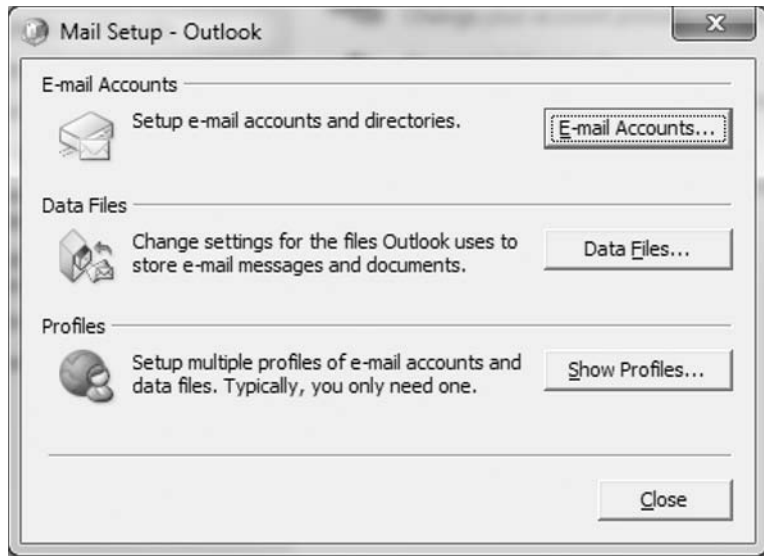 Mail Setup - Outlook
E-mail Accounts
Setup e-mail accounts and directories.
E-mail Accounts...
Data Files
Change settings for the files Outlook uses to
store e-mail messages and documents.
Data Files...
Profiles
Setup multiple profiles of e-mail accounts and
data files. Typically, you only need one.
Show Profiles...
Close